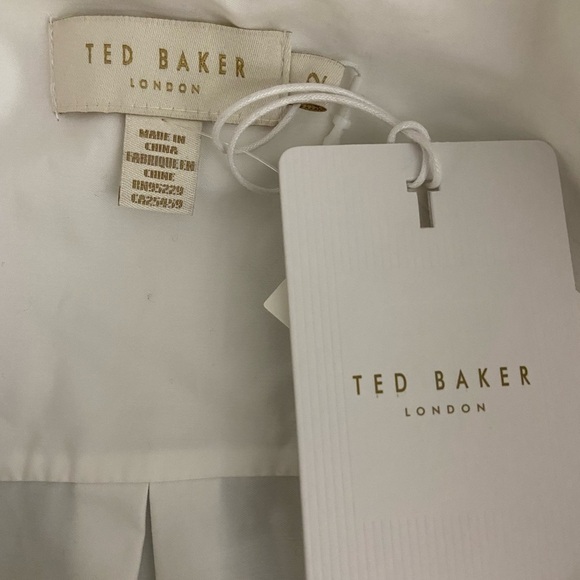 TED BAKER
LONDON
MADE IN
CHINA
FABRIQUE EN
CHINE
RN95229
CA25459
TED BAKER
LONDON